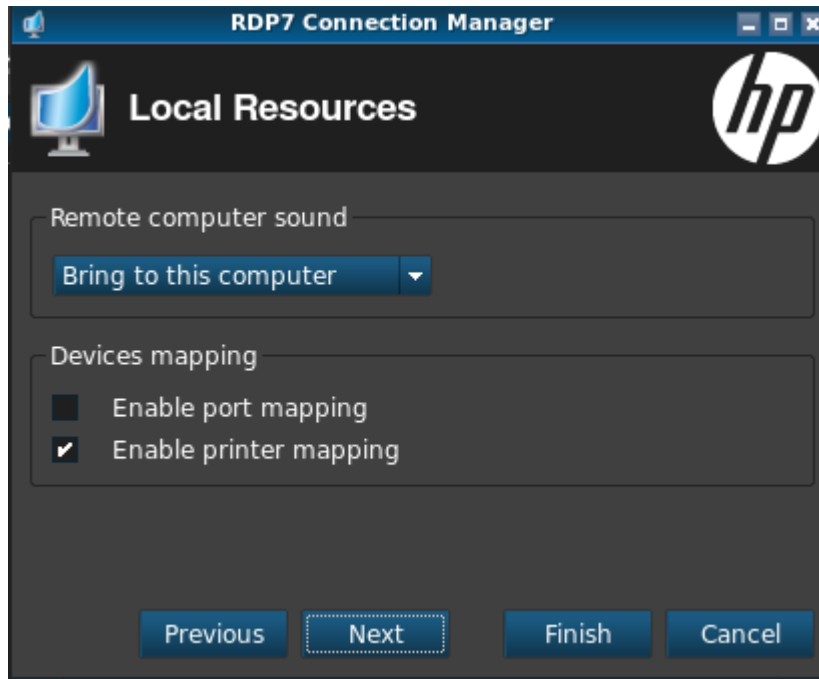 RDP7 Connection Manager
Local Resources
hp
Remote computer sound
Bring to this computer
Devices mapping
Enable port mapping
Enable printer mapping
Previous Next Finish Cancel